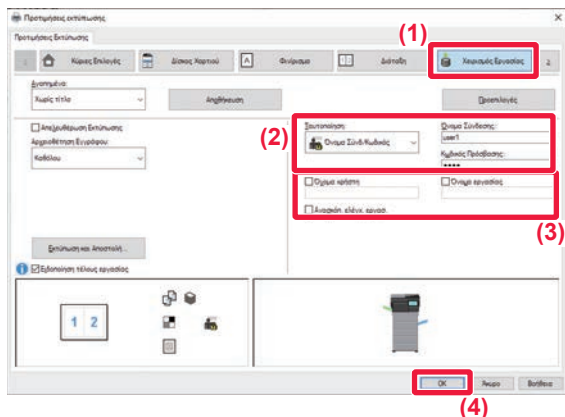 Προτιμήσεις εκτύπωσης
Προτιμήσεις Εκτύπωσης
(1)
Κύριες Επιλογές
Δίσκος Χαρτιού
Φινίρισμα
Διάταξη
Χειρισμός Εργασίας
Αγαπημένα:
Χωρίς τίτλο
Αποθήκευση
Προεπιλογές
(2)
Απελευθέρωση Εκτύπωσης
Αρχειοθέτηση Εγγράφου:
Καθόλου
Ταυτοποίηση:
Όνομα Σύνδ/Κωδικός
Όνομα Σύνδεσης:
user1
Κωδικός Πρόσβασης:
••••
Όνομα χρήστη
Όνομα εργασίας
Ανασκόπ. ελέγχ. εργασ.
(3)
Εκτύπωση και Αποστολή...
Ειδοποίηση τέλους εργασίας
1 2
OK
Άκυρο
Βοήθεια
(4)